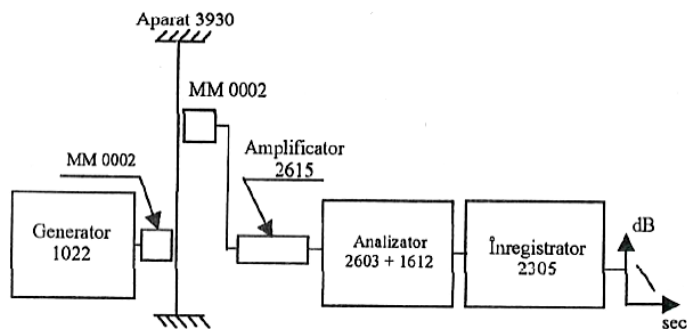 Aparat 3930
MM 0002
MM 0002
Amplificator
2615
Generator
1022
Analizator
2603 + 1612
Înregistrator
2305
dB
sec